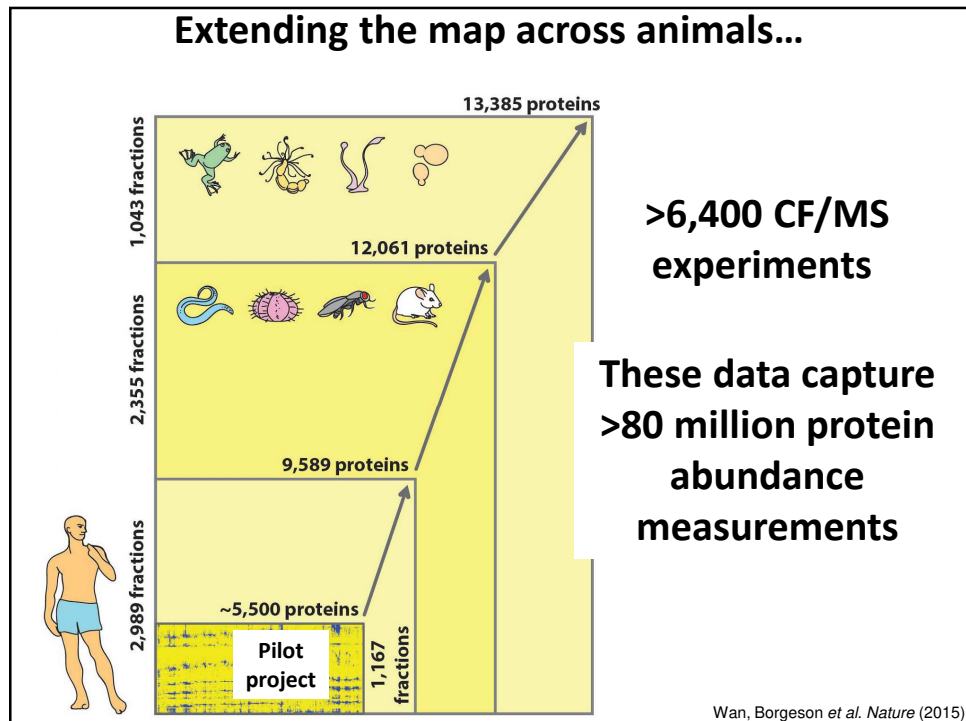 Extending the map across animals…
13,385 proteins
1,043 fractions
12,061 proteins
2,355 fractions
9,589 proteins
2,989 fractions
~5,500 proteins
Pilot
project
1,167
fractions
>6,400 CF/MS
experiments
These data capture
>80 million protein
abundance
measurements
Wan, Borgeson et al. Nature (2015)